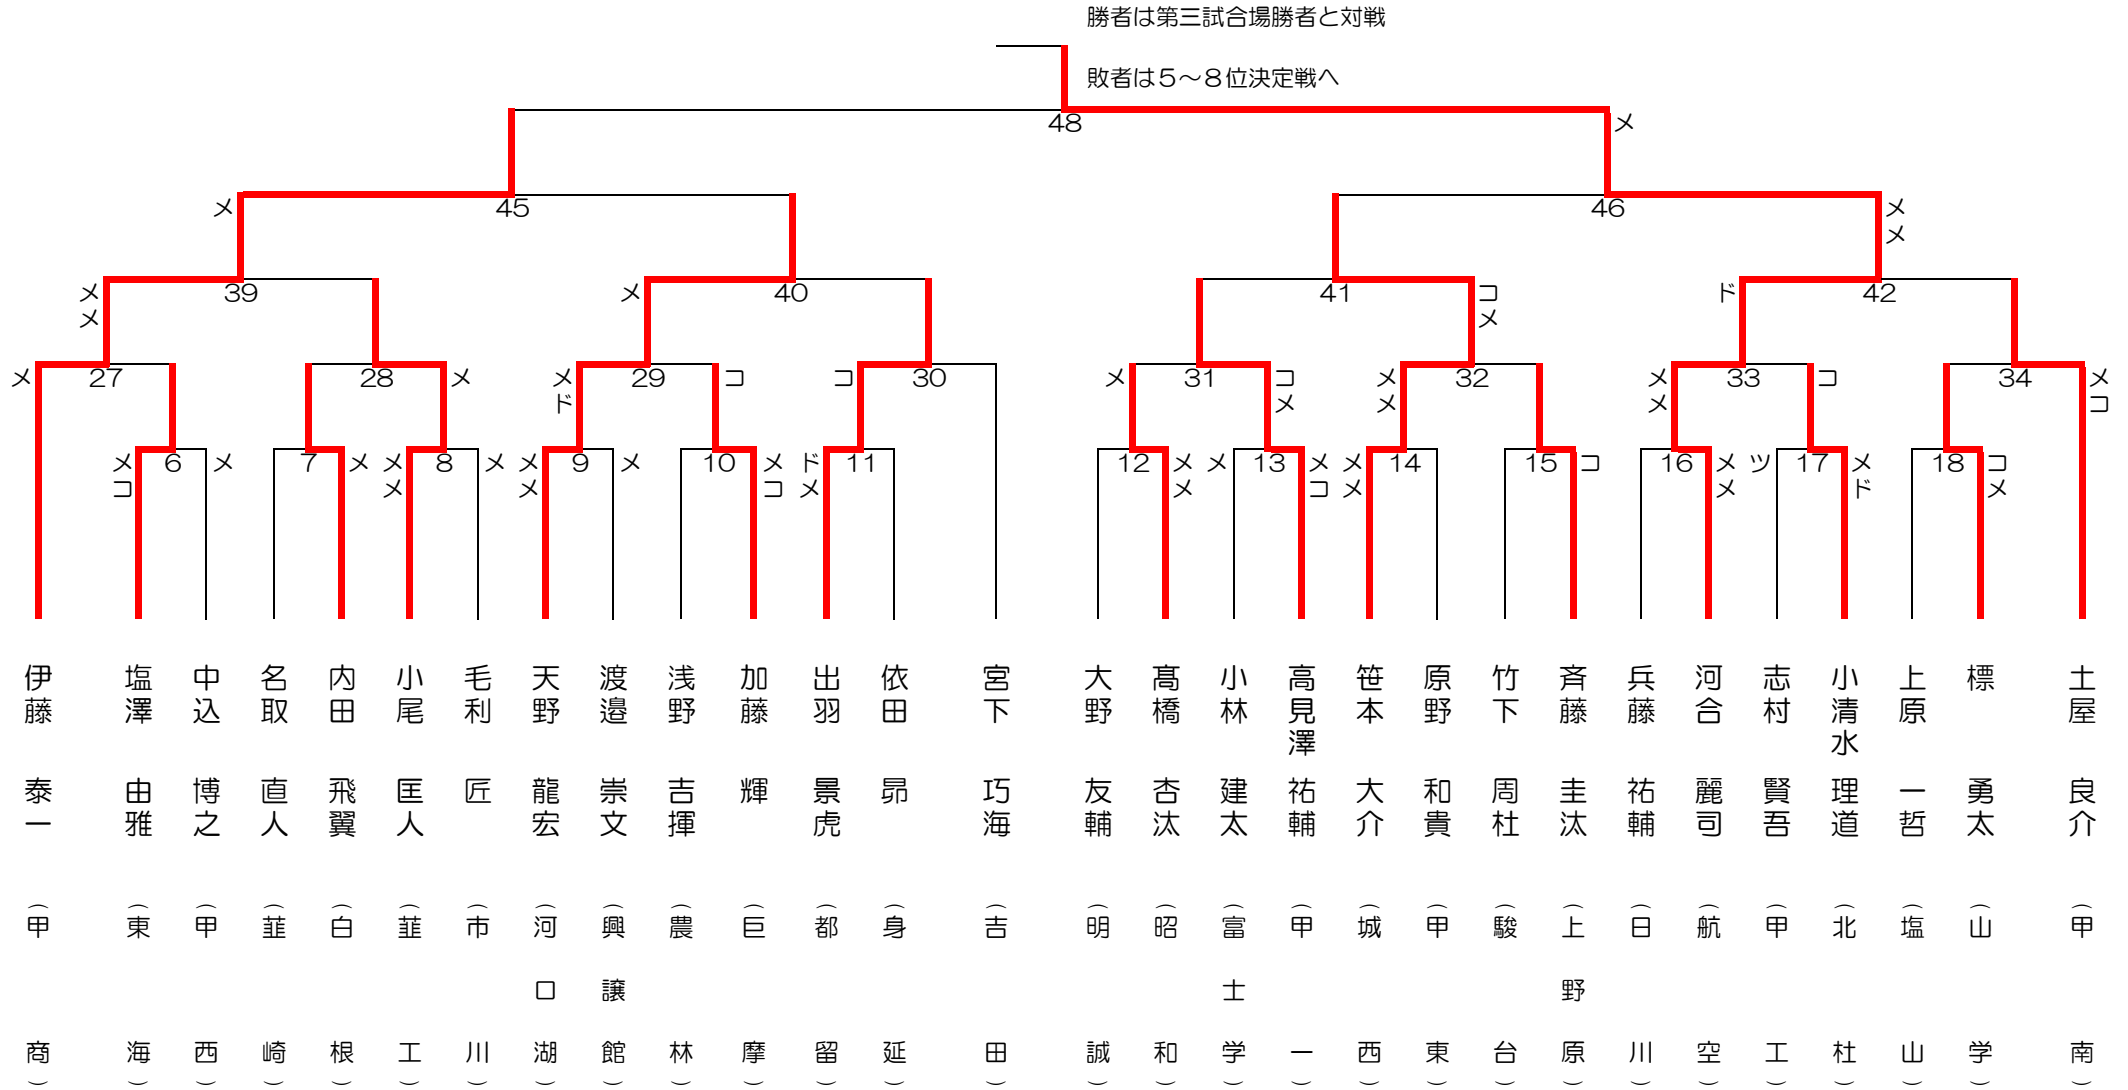 勝者は第三試合場勝者と対戦
敗者は５～８位決定戦へ
48
メ
45
46
メ
メ
メ
39
40
41
42
メ
メ
メ
コ
メ
ド
27
28
29
30
31
32
33
34
メ
メ
メ
ド
コ
コ
メ
コ
メ
メ
メ
メ
メ
コ
メ
コ
6
7
8
9
10
11
12
13
14
15
16
17
18
メ
コ
メ
メ
メ
メ
メ
メ
メ
メ
メ
コ
ド
メ
メ
メ
メ
メ
コ
メ
メ
コ
メ
メ
ツ
メ
ド
コ
メ
伊藤 泰一 （甲商）
塩澤 由雅 （東海）
中込 博之 （甲西）
名取 直人 （韮崎）
内田 飛翼 （白根）
小尾 匡人 （韮工）
毛利 匠 （市川）
天野 龍宏 （河口湖）
渡邉 崇文 （興譲館）
浅野 吉揮 （農林）
加藤 輝 （巨摩）
出羽 景虎 （都留）
依田 昴 （身延）
宮下 巧海 （吉田）
大野 友輔 （明誠）
髙橋 杏汰 （昭和）
小林 建太 （富士学）
高見澤 祐輔 （甲一）
笹本 大介 （城西）
原野 和貴 （甲東）
竹下 周杜 （駿台）
斉藤 圭汰 （上野原）
兵藤 祐輔 （日川）
河合 麗司 （航空）
志村 賢吾 （甲工）
小清水 理道 （北杜）
上原 一哲 （塩山）
標 勇太 （山学）
土屋 良介 （甲南）